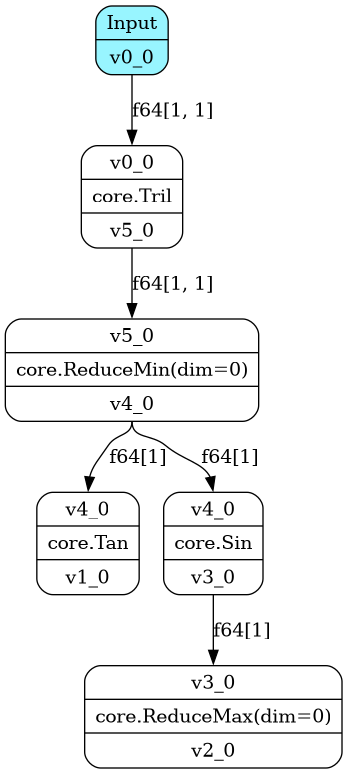 Input
v0_0
f64[1, 1]
v0_0
core.Tril
v5_0
f64[1, 1]
v5_0
core.ReduceMin(dim=0)
v4_0
f64[1]
f64[1]
v4_0
core.Tan
v1_0
v4_0
core.Sin
v3_0
f64[1]
v3_0
core.ReduceMax(dim=0)
v2_0